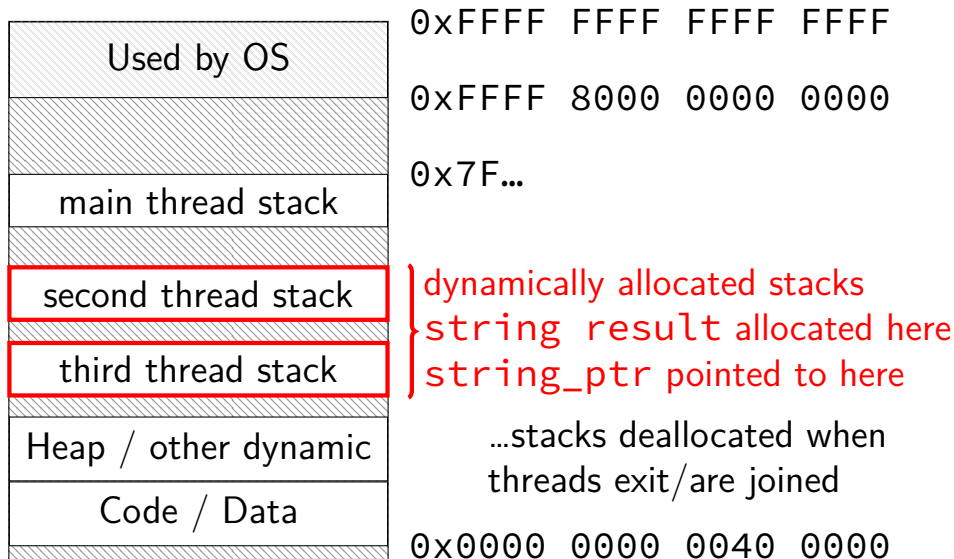 0xFFFF FFFF FFFF FFFF
Used by OS
0xFFFF 8000 0000 0000
0x7F…
main thread stack
second thread stack
dynamically allocated stacks
string result allocated here
third thread stack
string_ptr pointed to here
Heap / other dynamic
…stacks deallocated when
threads exit/are joined
Code / Data
0x0000 0000 0040 0000